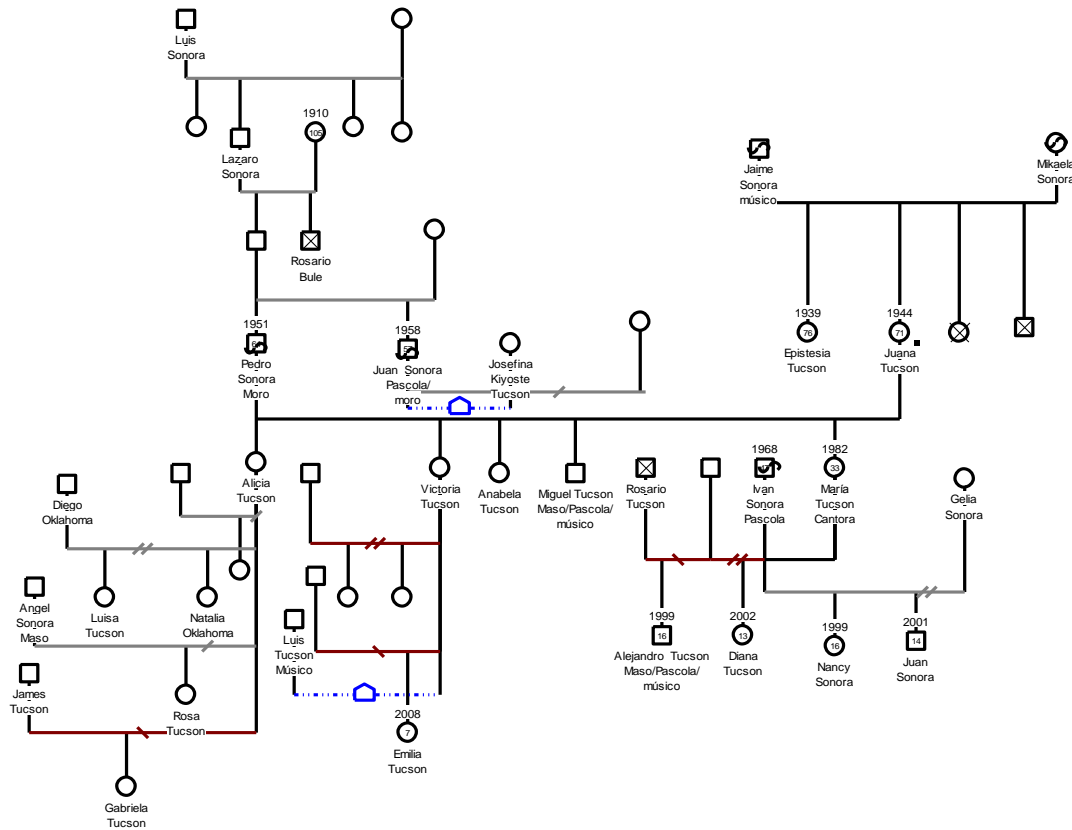 Luis
Sonora
1910
105
Lazaro
Sonora
Jaime
Sonora
músico
Mikaela
Sonora
Rosario
Bule
1951
Pedro
Sonora
Moro
1958
57
Juan Sonora
Pascola/
moro
Josefina
Kiyoste
Tucson
1939
76
Epistesia
Tucson
1944
71
Juana
Tucson
Alicia
Tucson
Victoria
Tucson
Anabela
Tucson
Miguel Tucson
Maso/Pascola/
músico
Rosario
Tucson
1968
Ivan
Sonora
Pascola
1982
33
María
Tucson
Cantora
Gelia
Sonora
Diego
Oklahoma
Luisa
Tucson
Natalia
Oklahoma
Angel
Sonora
Maso
Rosa
Tucson
James
Tucson
Gabriela
Tucson
Luis
Tucson
Músico
2008
7
Emilia
Tucson
1999
16
Alejandro Tucson
Maso/Pascola/
músico
2002
13
Diana
Tucson
1999
16
Nancy
Sonora
2001
14
Juan
Sonora